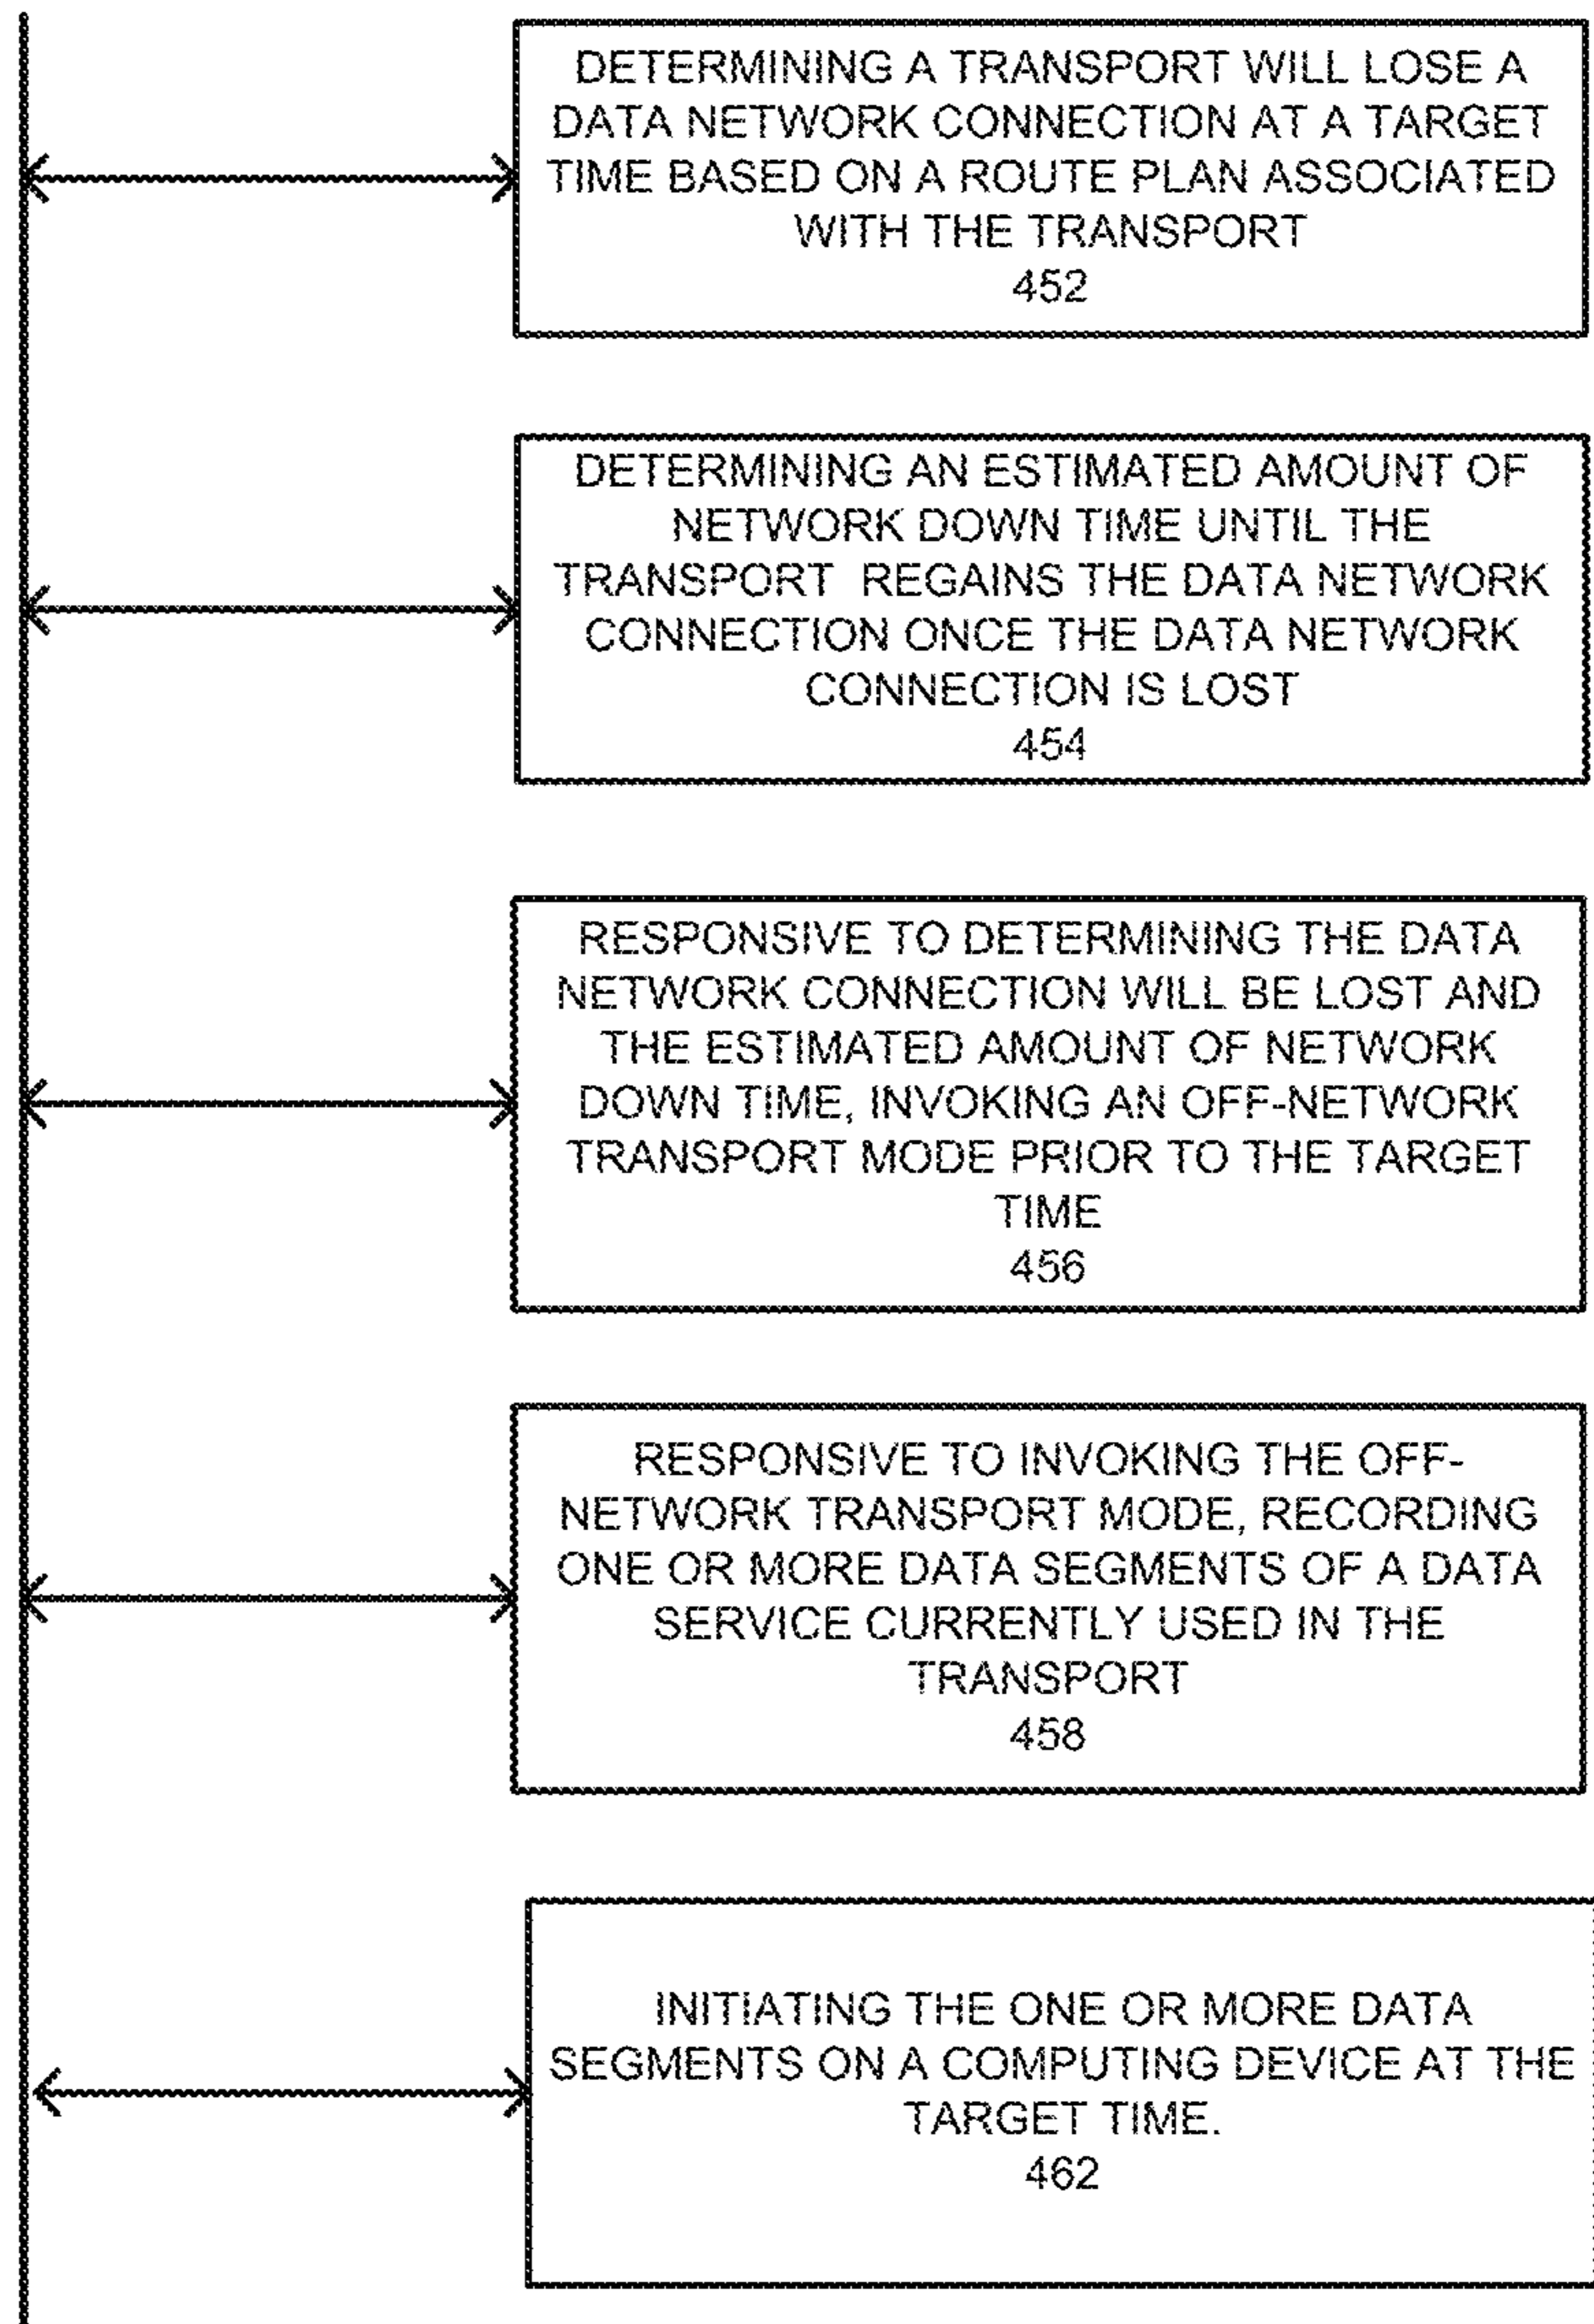 DETERMINING A TRANSPORT WILL LOSE A
DATA NETWORK CONNECTION AT A TARGET
TIME BASED ON A ROUTE PLAN ASSOCIATED
WITH THE TRANSPORT
452
DETERMINING AN ESTIMATED AMOUNT OF
NETWORK DOWN TIME UNTIL THE
TRANSPORT REGAINS THE DATA NETWORK
CONNECTION ONCE THE DATA NETWORK
CONNECTION IS LOST
454
RESPONSIVE TO DETERMINING THE DATA
NETWORK CONNECTION WILL BE LOST AND
THE ESTIMATED AMOUNT OF NETWORK
DOWN TIME, INVOKING AN OFF-NETWORK
TRANSPORT MODE PRIOR TO THE TARGET
TIME
456
RESPONSIVE TO INVOKING THE OFF-
NETWORK TRANSPORT MODE, RECORDING
ONE OR MORE DATA SEGMENTS OF A DATA
SERVICE CURRENTLY USED IN THE
TRANSPORT
458
INITIATING THE ONE OR MORE DATA
SEGMENTS ON A COMPUTING DEVICE AT THE
TARGET TIME.
462